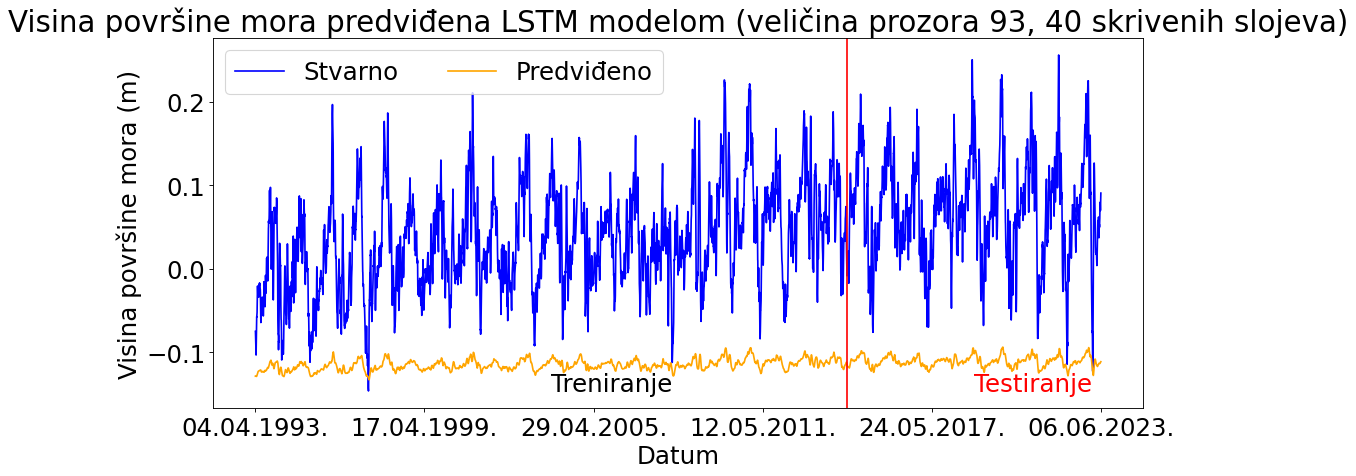 Visina površine mora predviđena LSTM modelom (veličina prozora 93, 40 skrivenih slojeva)
Stvarno Predviđeno
Visina površine mora (m)
0.2
0.1
0.0
−0.1
Treniranje Testiranje
04.04.1993. 17.04.1999. 29.04.2005. 12.05.2011. 24.05.2017. 06.06.2023.
Datum